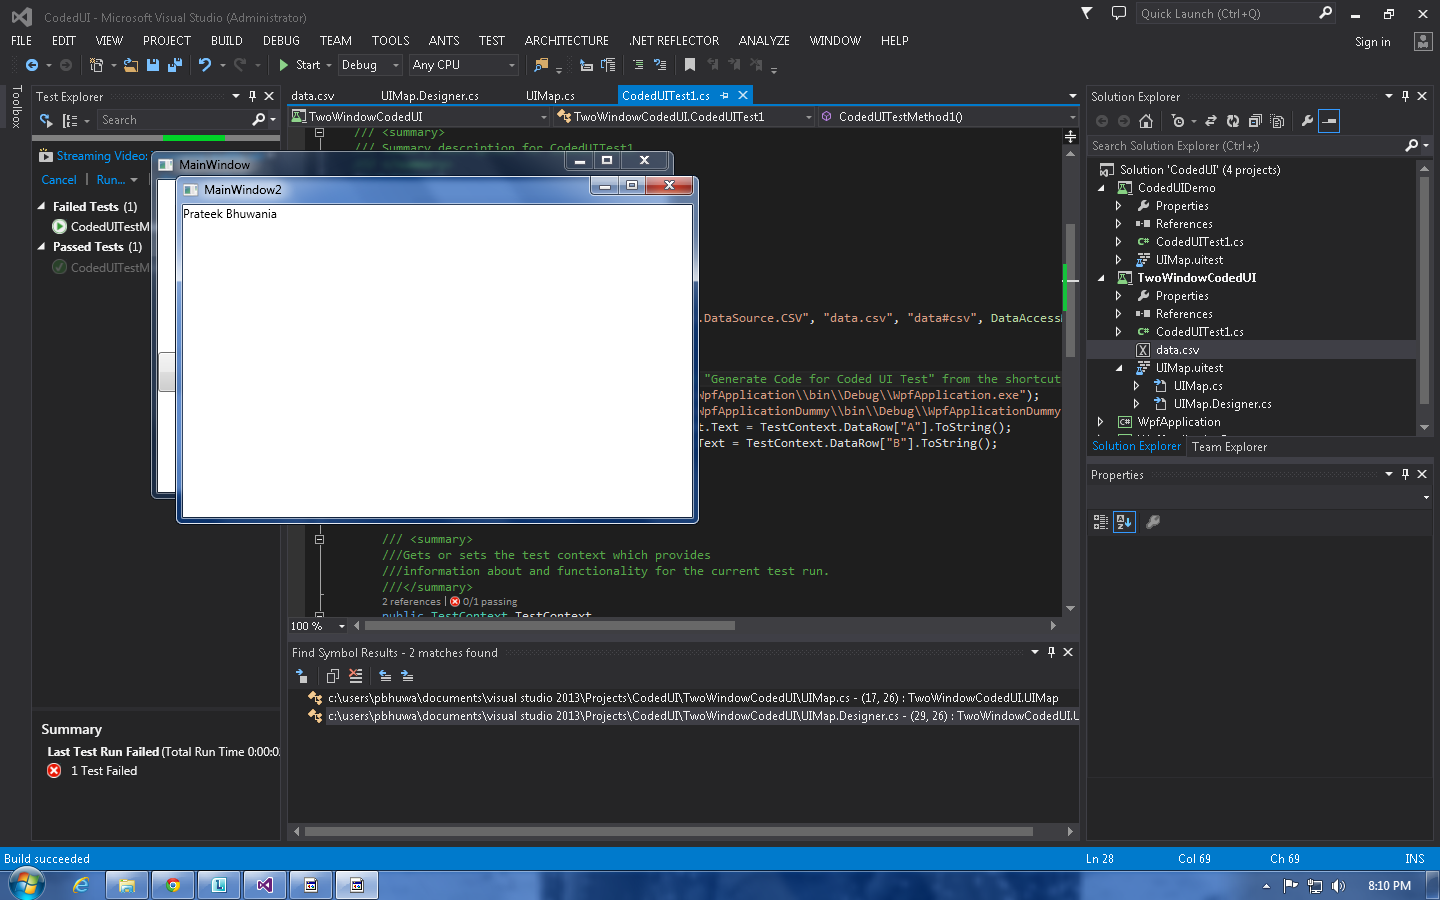 CodedUI - Microsoft Visual Studio (Administrator)
Quick Launch (Ctrl+Q)
FILE EDIT VIEW PROJECT BUILD DEBUG TEAM TOOLS ANTS TEST ARCHITECTURE .NET REFLECTOR ANALYZE WINDOW HELP
Sign in
Start Debug Any CPU
Toolbox
Test Explorer
Search
Streaming Video:
Cancel | Run...
Failed Tests (1)
CodedUITestM
Passed Tests (1)
CodedUITestM
Summary
Last Test Run Failed (Total Run Time 0:00:0
1 Test Failed
data.csv UIMap.Designer.cs UIMap.cs CodedUITest1.cs
TwoWindowCodedUI TwoWindowCodedUI.CodedUITest1 CodedUITestMethod1()
/// <summary>
/// Summary description for CodedUITest1
MainWindow
MainWindow2
Prateek Bhuwania
.DataSource.CSV", "data.csv", "data#csv", DataAccess
"Generate Code for Coded UI Test" from the shortcut
WpfApplication\\bin\\Debug\\WpfApplication.exe");
WpfApplicationDummy\\bin\\Debug\\WpfApplicationDummy
t.Text = TestContext.DataRow["A"].ToString();
Text = TestContext.DataRow["B"].ToString();
/// <summary>
///Gets or sets the test context which provides
///information about and functionality for the current test run.
///</summary>
2 references | 0/1 passing
public TestContext TestContext
100 %
Find Symbol Results - 2 matches found
c:\users\pbhuwa\documents\visual studio 2013\Projects\CodedUI\TwoWindowCodedUI\UIMap.cs - (17, 26) : TwoWindowCodedUI.UIMap
c:\users\pbhuwa\documents\visual studio 2013\Projects\CodedUI\TwoWindowCodedUI\UIMap.Designer.cs - (29, 26) : TwoWindowCodedUI.U
Solution Explorer
Search Solution Explorer (Ctrl+;)
Solution 'CodedUI' (4 projects)
CodedUIDemo
Properties
References
CodedUITest1.cs
UIMap.uitest
TwoWindowCodedUI
Properties
References
CodedUITest1.cs
data.csv
UIMap.uitest
UIMap.cs
UIMap.Designer.cs
WpfApplication
Solution Explorer Team Explorer
Properties
Build succeeded
Ln 28 Col 69 Ch 69 INS
8:10 PM